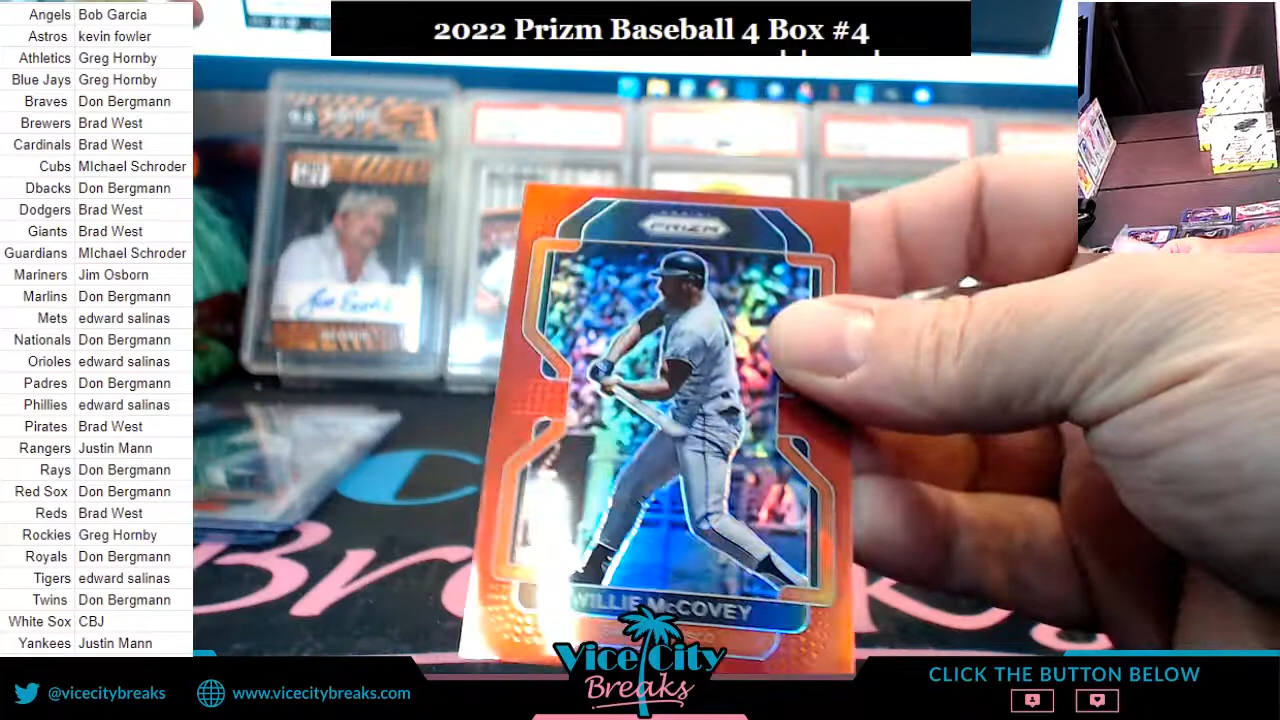 2022 Prizm Baseball 4 Box #4
Angels Bob Garcia
Astros kevin fowler
Athletics Greg Hornby
Blue Jays Greg Hornby
Braves Don Bergmann
Brewers Brad West
Cardinals Brad West
Cubs MIchael Schroder
Dbacks Don Bergmann
Dodgers Brad West
Giants Brad West
Guardians MIchael Schroder
Mariners Jim Osborn
Marlins Don Bergmann
Mets edward salinas
Nationals Don Bergmann
Orioles edward salinas
Padres Don Bergmann
Phillies edward salinas
Pirates Brad West
Rangers Justin Mann
Rays Don Bergmann
Red Sox Don Bergmann
Reds Brad West
Rockies Greg Hornby
Royals Don Bergmann
Tigers edward salinas
Twins Don Bergmann
White Sox CBJ
Yankees Justin Mann
PRIZM
WILLIE McCOVEY
Vice City
Breaks
@vicecitybreaks
www.vicecitybreaks.com
CLICK THE BUTTON BELOW